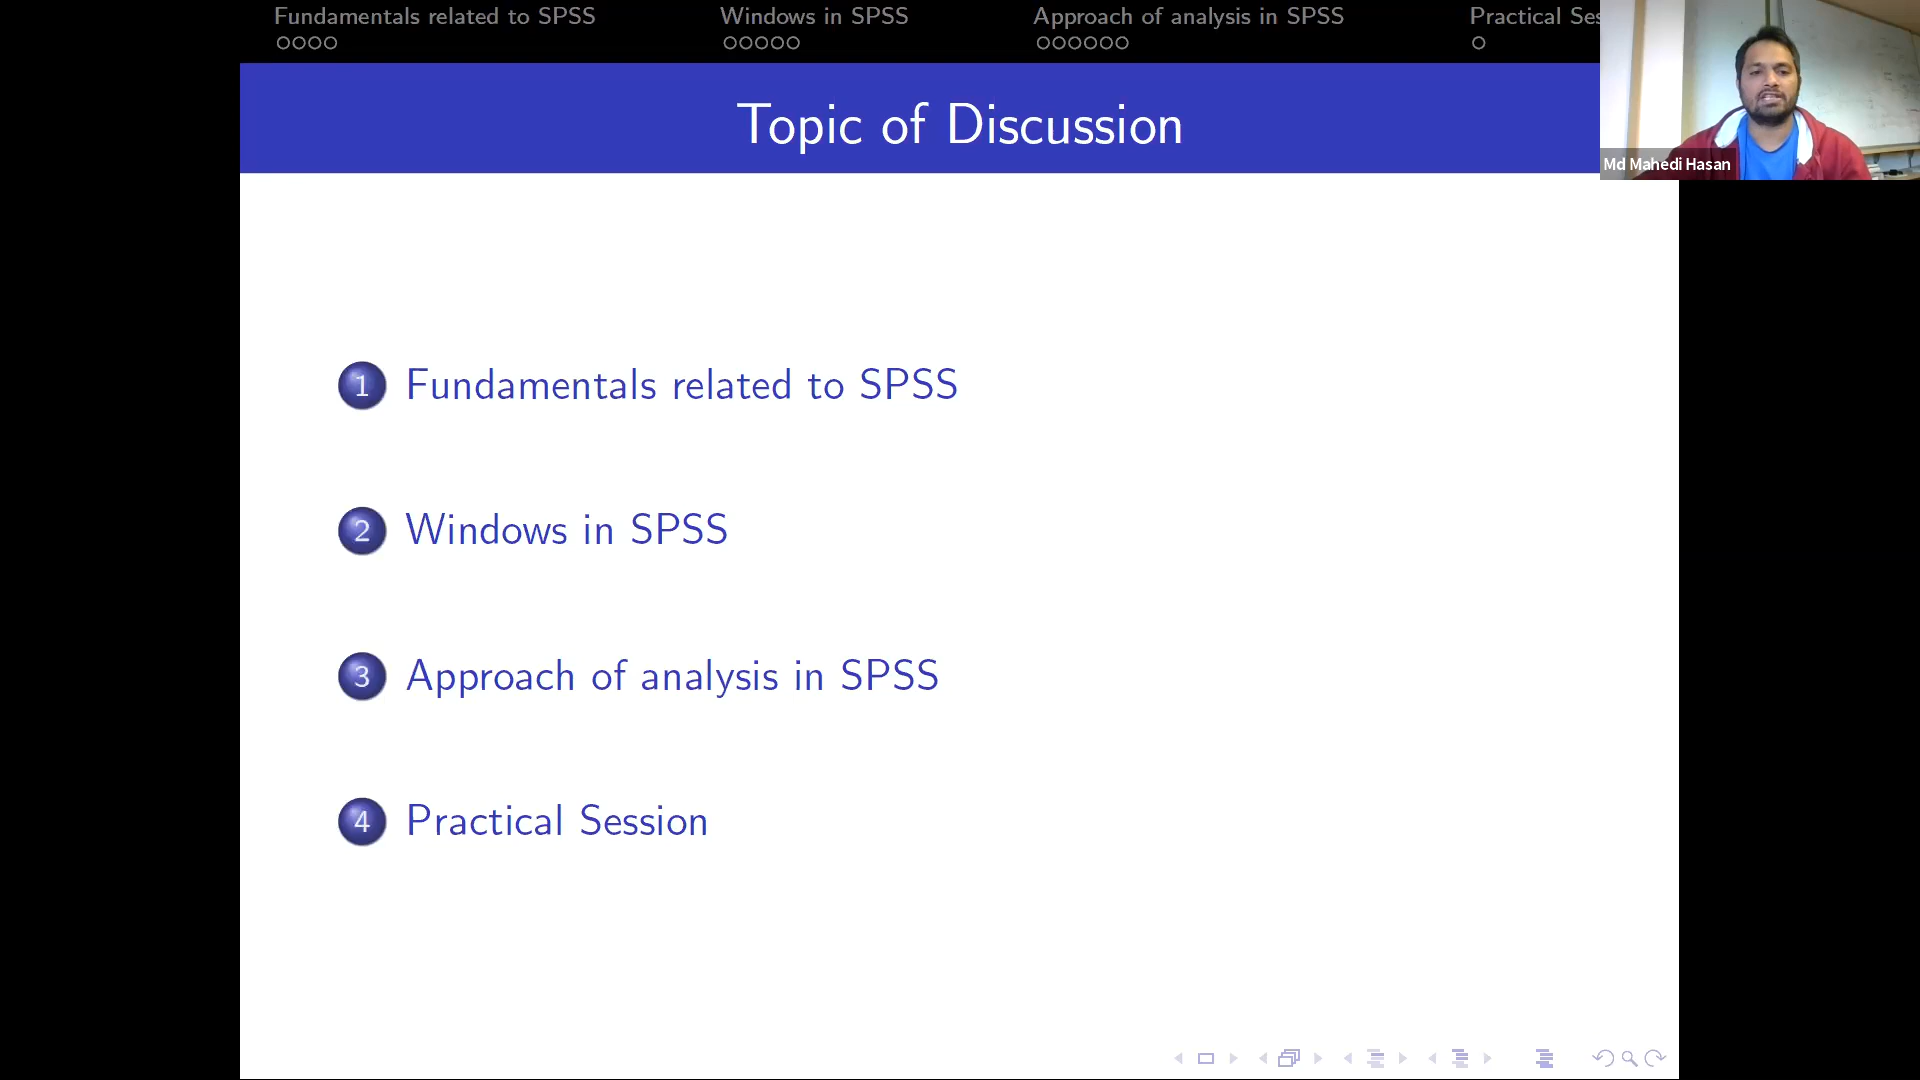 Fundamentals related to SPSS
Windows in SPSS
Approach of analysis in SPSS
Practical Ses
Md Mahedi Hasan
Topic of Discussion
1 Fundamentals related to SPSS
2 Windows in SPSS
3 Approach of analysis in SPSS
4 Practical Session